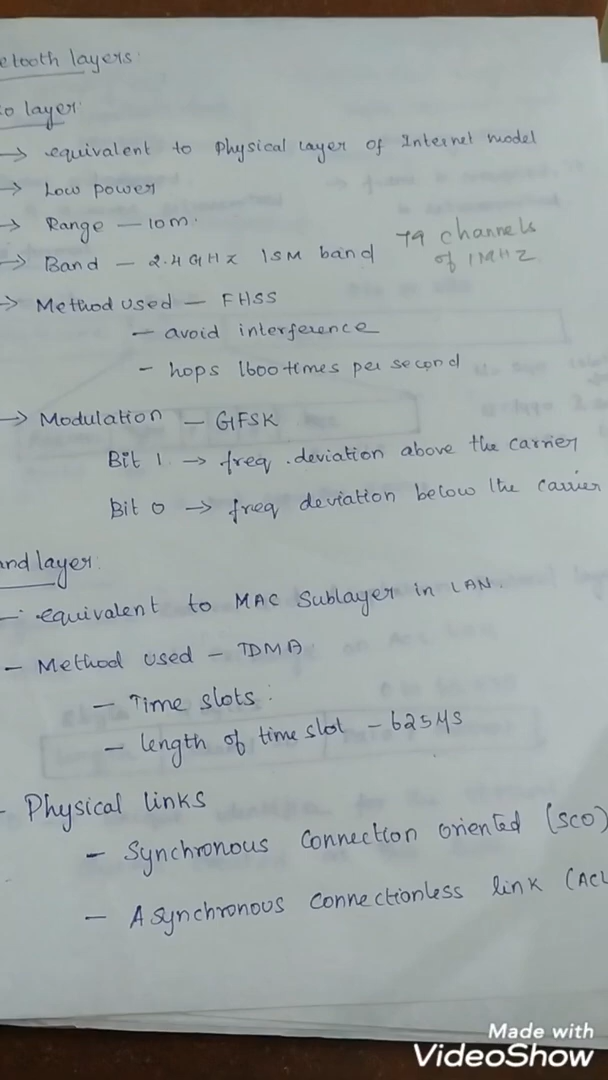 etooth layers:
io layer:
→ equivalent to physical layer of Internet model
→ Low power
→ Range — 10m.
→ Band — 2.4 GHz ISM band 79 channels
of 1MHZ
→ Method used — FHSS
— avoid interference
- hops 1600 times per second
→ Modulation — GFSK
Bit 1 → freq. deviation above the carrier
Bit 0 → freq deviation below the carrier
and layer:
— equivalent to MAC Sublayer in LAN.
- Method used - TDMA
— Time slots:
— length of time slot - 625 μs
- Physical links
— Synchronous connection oriented (SCO)
— Asynchronous connectionless link (ACL
Made with
VideoShow